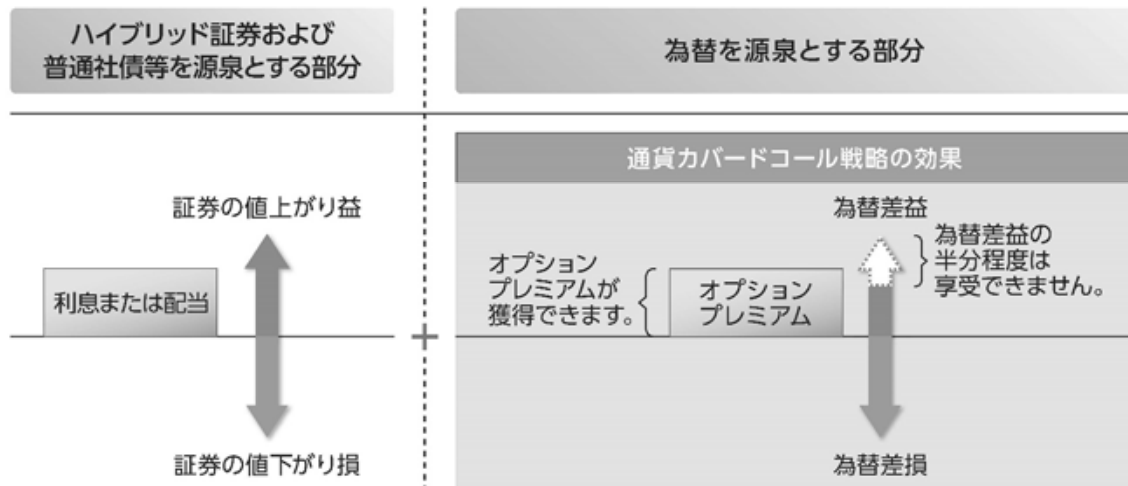 ハイブリッド証券および
普通社債等を源泉とする部分
為替を源泉とする部分
通貨カバードコール戦略の効果
証券の値上がり益
利息または配当
証券の値下がり損
+
為替差益
オプション
プレミアムが
獲得できます。
オプション
プレミアム
為替差益の
半分程度は
享受できません。
為替差損